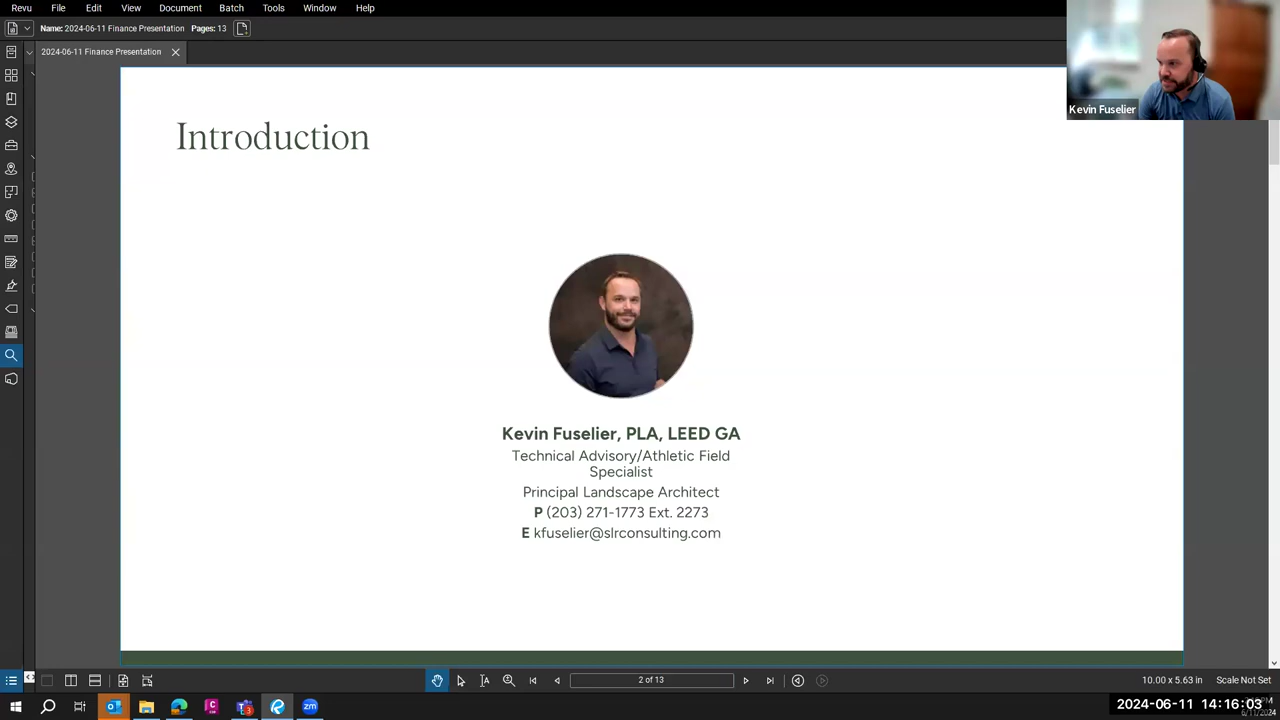 Revu File Edit View Document Batch Tools Window Help
Name: 2024-06-11 Finance Presentation Pages: 13
2024-06-11 Finance Presentation
Kevin Fuselier
Introduction
Kevin Fuselier, PLA, LEED GA
Technical Advisory/Athletic Field
Specialist
Principal Landscape Architect
P (203) 271-1773 Ext. 2273
E kfuselier@slrconsulting.com
2 of 13
10.00 x 5.63 in Scale Not Set
2024-06-11 14:16:03
6/11/2024